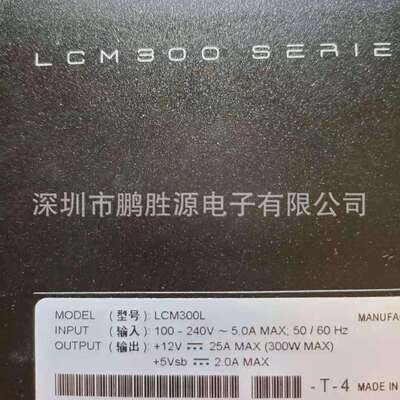 LCM300 SERIE
深圳市鹏胜源电子有限公司
MODEL (型号): LCM300L
MANUFA
INPUT (输入): 100 - 240V ~ 5.0A MAX; 50 / 60 Hz
OUTPUT (输出): +12V ⎓ 25A MAX (300W MAX)
+5Vsb ⎓ 2.0A MAX
-T-4 MADE IN